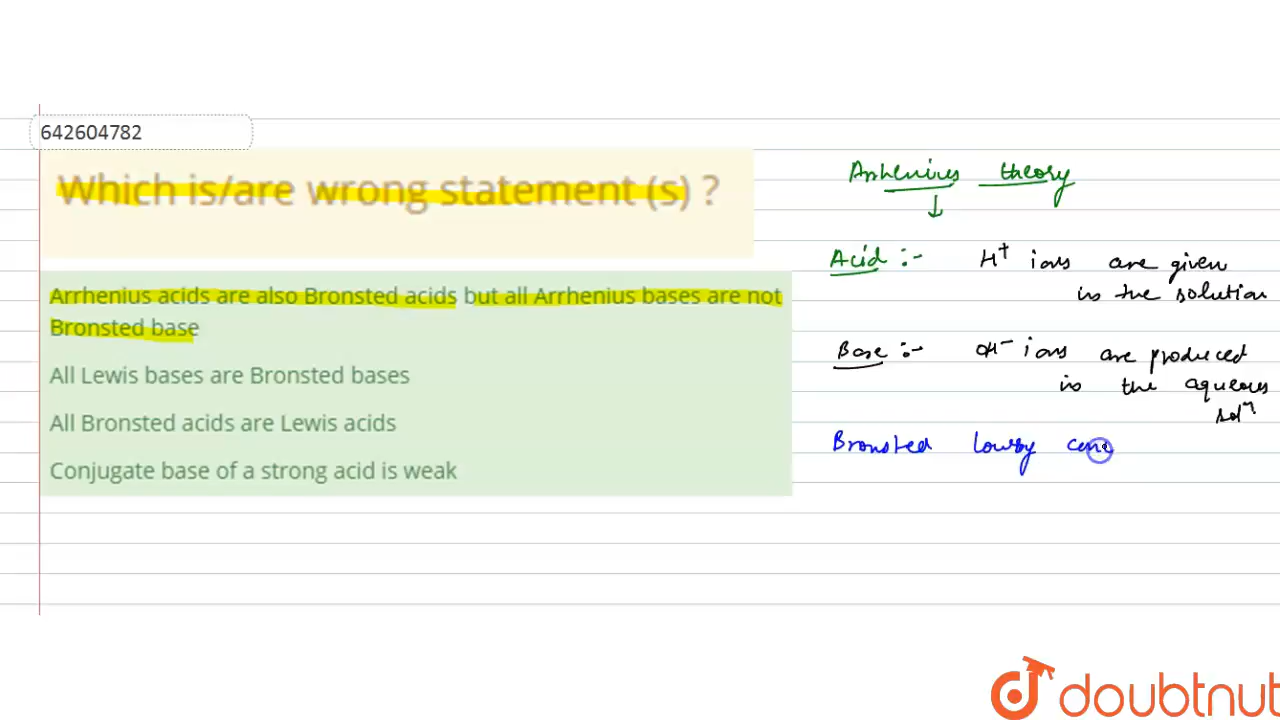 642604782
Which is/are wrong statement (s) ?
Arrhenius acids are also Bronsted acids but all Arrhenius bases are not
Bronsted base
All Lewis bases are Bronsted bases
All Bronsted acids are Lewis acids
Conjugate base of a strong acid is weak
Arrhenius theory
↓
Acid :- H⁺ ions are given
in the solution
Base :- OH⁻ ions are produced
in the aqueous
solⁿ
Bronsted lowry conc
doubtnut